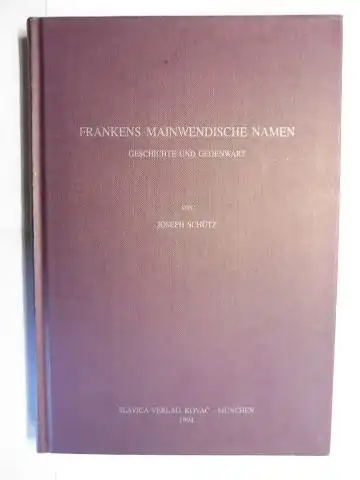 FRANKENS MAINWENDISCHE NAMEN
GESCHICHTE UND GEGENWART
VON
JOSEPH SCHÜTZ
SLAVICA VERLAG KOVAČ - MÜNCHEN
1994